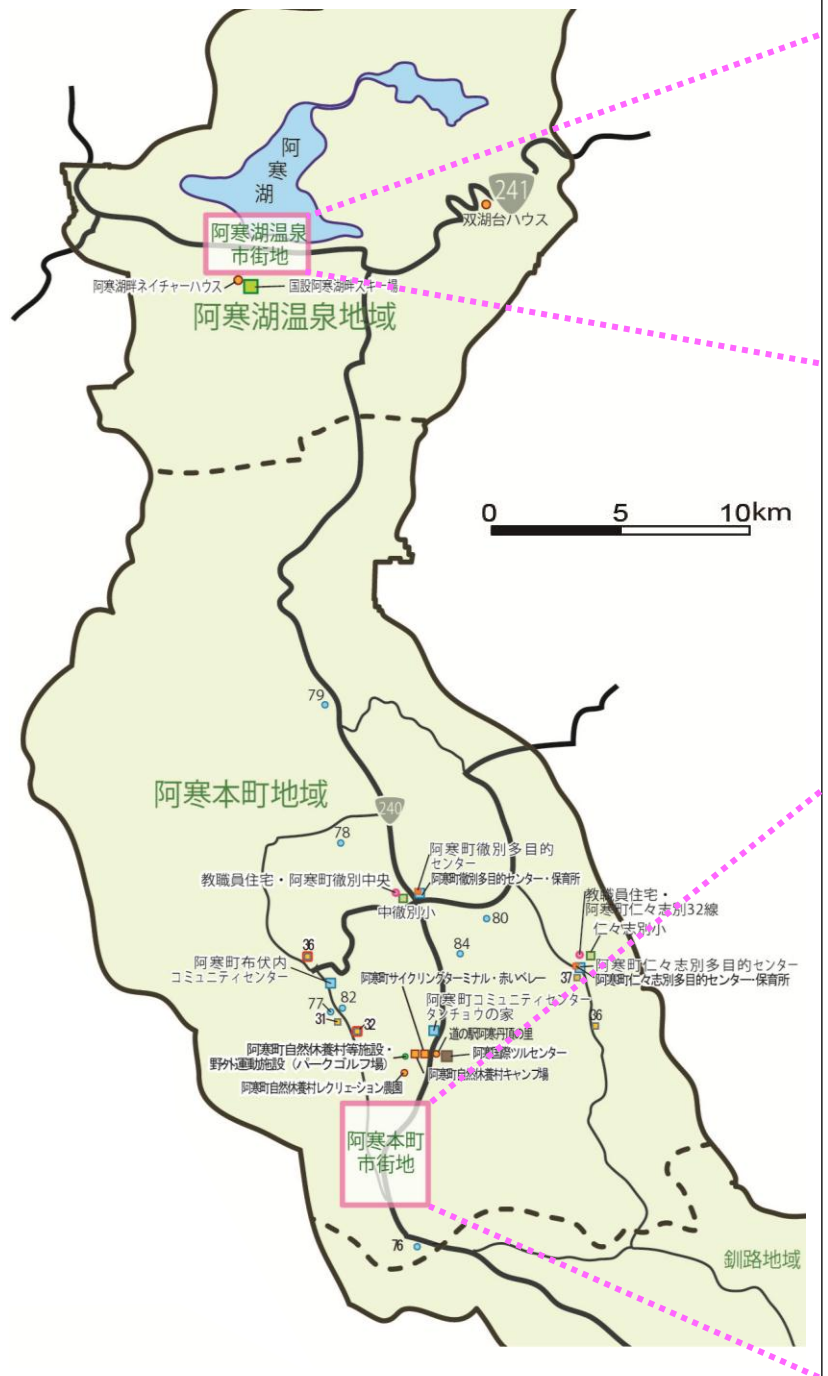 阿寒湖
241
双湖台ハウス
阿寒湖温泉
市街地
阿寒湖畔ネイチャーハウス
国設阿寒湖畔スキー場
阿寒湖温泉地域
0 5 10km
79
阿寒本町地域
240
78
阿寒町徹別多目的
センター
教職員住宅・阿寒町徹別中央
阿寒町徹別多目的センター・保育所
中徹別小
教職員住宅・
阿寒町仁々志別32線
80
仁々志別小
84
36
阿寒町布伏内
コミュニティセンター
阿寒町仁々志別多目的センター
37
阿寒町仁々志別多目的センター・保育所
阿寒町サイクリングターミナル・赤いベレー
77
82
31
32
阿寒町コミュニティセンター
タンチョウの家
36
道の駅阿寒丹頂の里
阿寒町自然休養村等施設・
野外運動施設（パークゴルフ場）
阿寒国際ツルセンター
阿寒町自然休養村キャンプ場
阿寒町自然休養村レクリェーション農園
阿寒本町
市街地
76
釧路地域